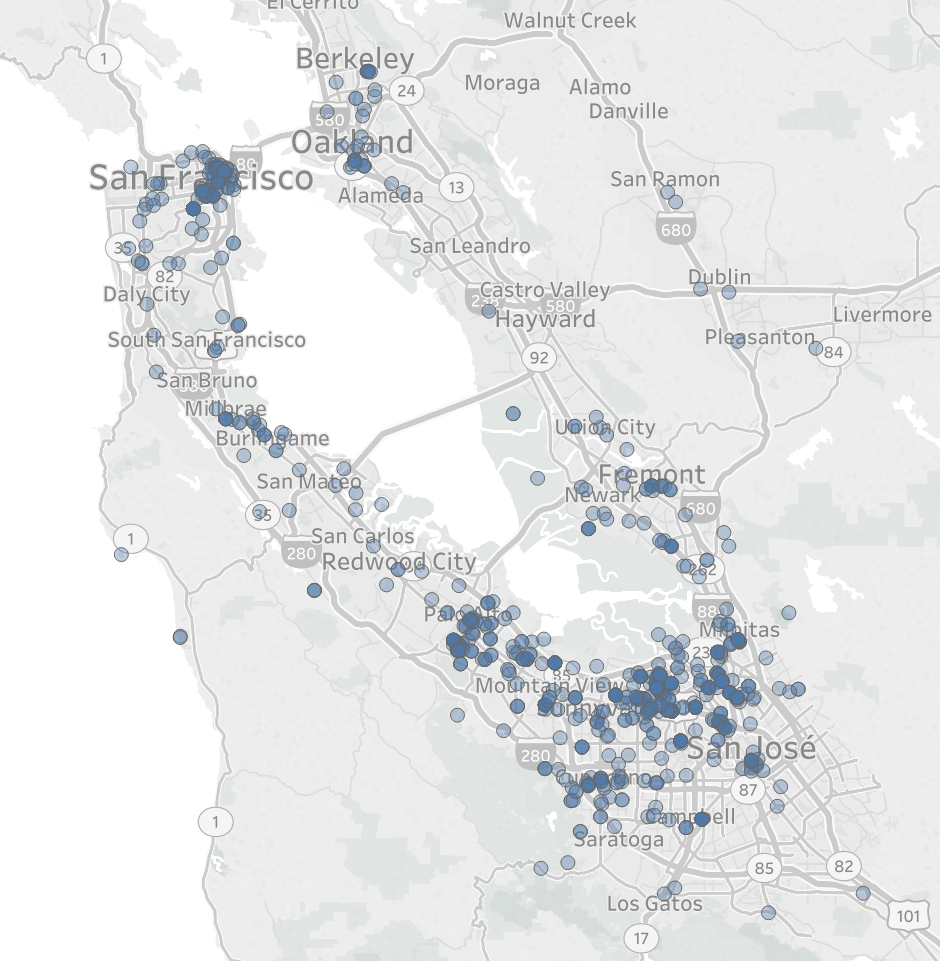 El Cerrito
Walnut Creek
1
Berkeley
24
Moraga
Alamo
Danville
580
Oakland
80
San Francisco
San Ramon
13
Alameda
680
35
San Leandro
82
Dublin
Daly City
Castro Valley
238
580
Hayward
Livermore
South San Francisco
Pleasanton
84
92
San Bruno
Millbrae
Burlingame
Union City
Fremont
San Mateo
Newark
35
680
1
280
San Carlos
Redwood City
262
Palo Alto
880
Milpitas
237
85
Mountain View
Sunnyvale
280
San José
Cupertino
87
1
Campbell
Saratoga
85
82
Los Gatos
101
17